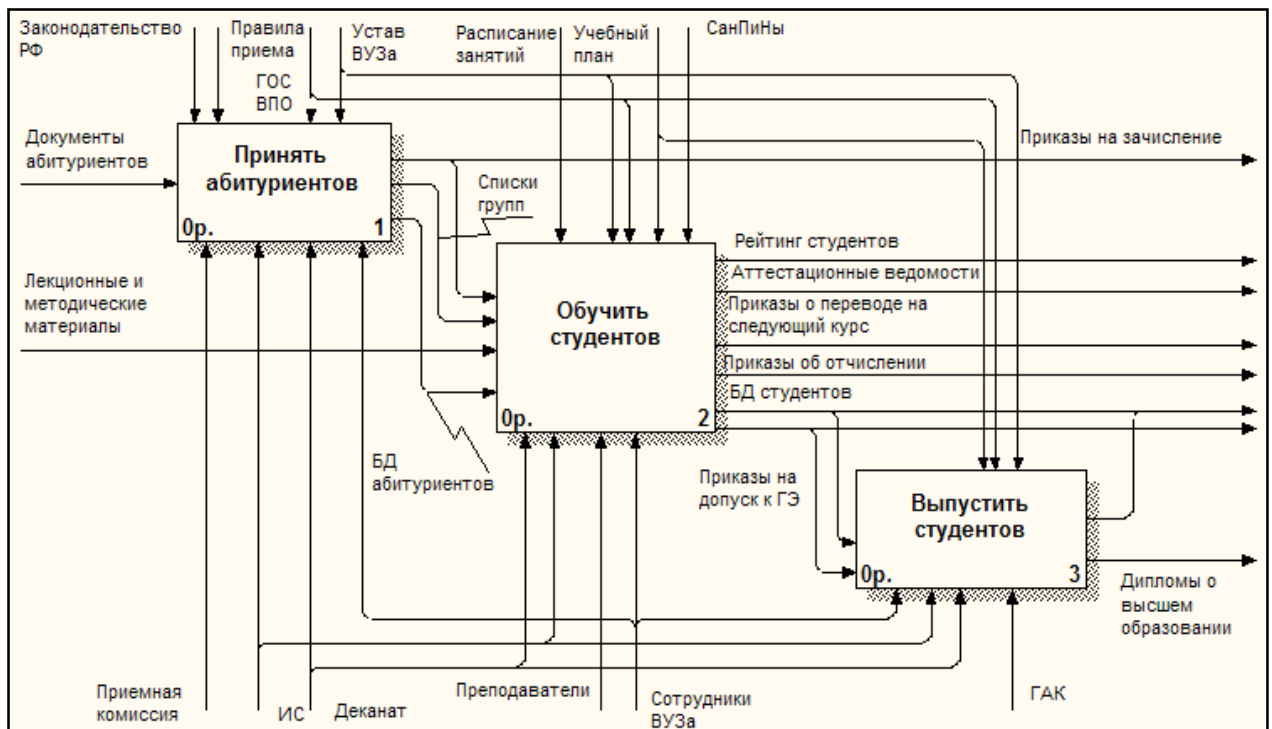 Законодательство
РФ
Правила
приема
Устав
ВУЗа
Расписание
занятий
Учебный
план
СанПиНы
ГОС
ВПО
Документы
абитуриентов
Принять
абитуриентов
0р.
1
Приказы на зачисление
Списки
групп
Лекционные и
методические
материалы
Обучить
студентов
0р.
2
Рейтинг студентов
Аттестационные ведомости
Приказы о переводе на
следующий курс
Приказы об отчислении
БД студентов
БД
абитуриентов
Приказы на
допуск к ГЭ
Выпустить
студентов
0р.
3
Дипломы о
высшем
образовании
Приемная
комиссия
ИС
Деканат
Преподаватели
Сотрудники
ВУЗа
ГАК